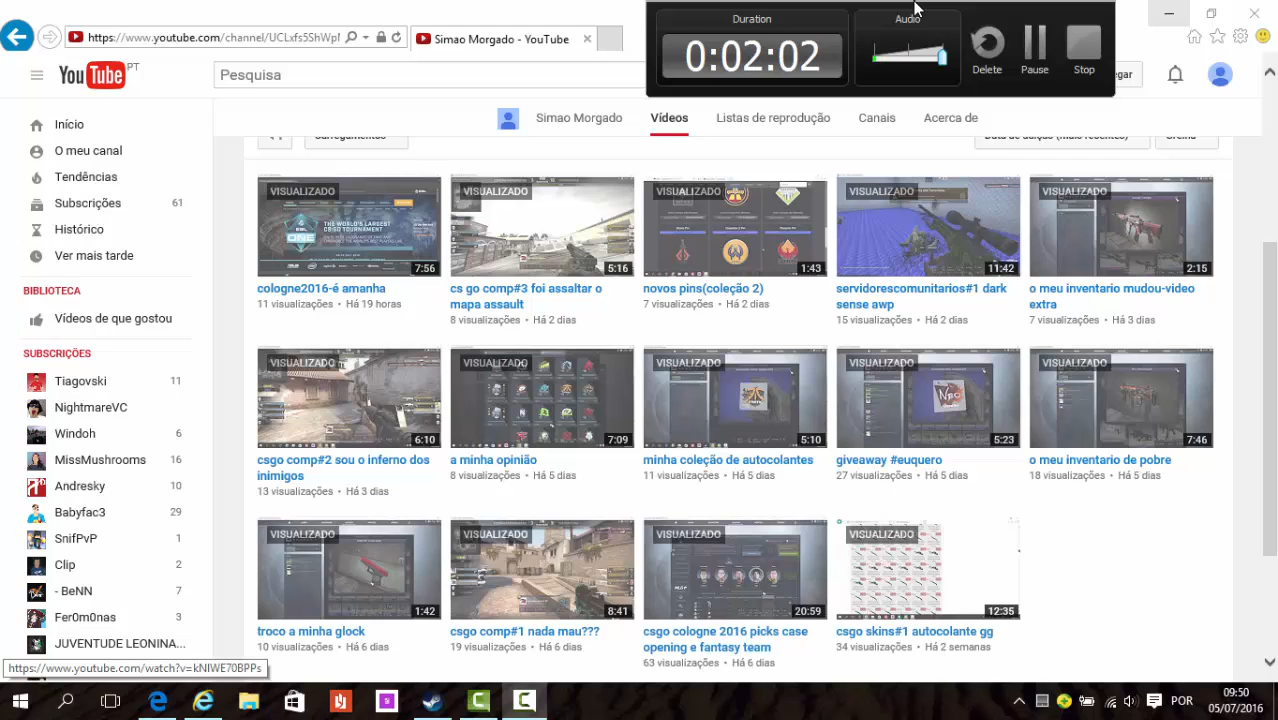 Duration
Audio
0:02:02
Delete
Pause
Stop
https://www.youtube.com/channel/UCLxfs5ShWpI
Simao Morgado - YouTube
YouTube PT
Pesquisa
egar
Simao Morgado
Vídeos
Listas de reprodução
Canais
Acerca de
Início
O meu canal
Tendências
Subscrições 61
Histórico
Ver mais tarde
BIBLIOTECA
Vídeos de que gostou
SUBSCRIÇÕES
Tiagovski 11
NightmareVC
Windoh 6
MissMushrooms 16
Andresky 10
Babyfac3 29
SnifPvP 1
Clip 2
- BeNN 7
Fer0m0nas 3
JUVENTUDE LEONINA...
https://www.youtube.com/watch?v=kNIWE70BPPs
Carregamentos
Data de adição (mais recentes)
Grelha
VISUALIZADO
7:56
cologne2016-é amanha
11 visualizações • Há 19 horas
VISUALIZADO
5:16
cs go comp#3 foi assaltar o
mapa assault
8 visualizações • Há 2 dias
VISUALIZADO
1:43
novos pins(coleção 2)
7 visualizações • Há 2 dias
VISUALIZADO
11:42
servidorescomunitarios#1 dark
sense awp
15 visualizações • Há 2 dias
VISUALIZADO
2:15
o meu inventario mudou-video
extra
7 visualizações • Há 3 dias
VISUALIZADO
6:10
csgo comp#2 sou o inferno dos
inimigos
13 visualizações • Há 3 dias
VISUALIZADO
7:09
a minha opinião
8 visualizações • Há 5 dias
VISUALIZADO
5:10
minha coleção de autocolantes
11 visualizações • Há 5 dias
VISUALIZADO
5:23
giveaway #euquero
27 visualizações • Há 5 dias
VISUALIZADO
7:46
o meu inventario de pobre
18 visualizações • Há 5 dias
VISUALIZADO
1:42
troco a minha glock
10 visualizações • Há 6 dias
VISUALIZADO
8:41
csgo comp#1 nada mau???
19 visualizações • Há 6 dias
VISUALIZADO
20:59
csgo cologne 2016 picks case
opening e fantasy team
63 visualizações • Há 6 dias
VISUALIZADO
12:35
csgo skins#1 autocolante gg
34 visualizações • Há 2 semanas
POR
09:50
05/07/2016